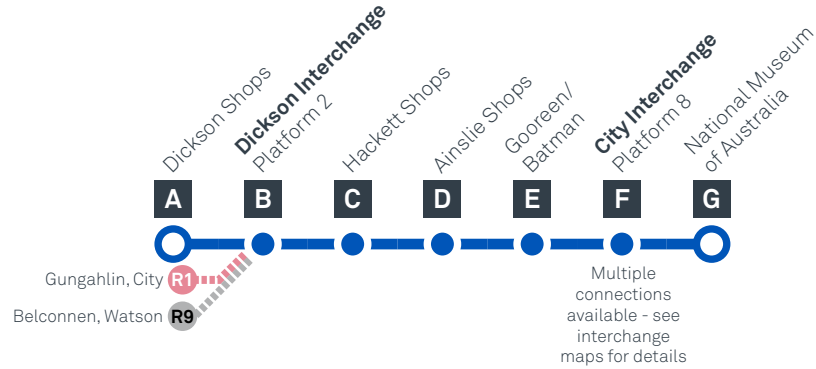 Dickson Shops
Dickson Interchange
Platform 2
Hackett Shops
Ainslie Shops
Gooreen/
Batman
City Interchange
Platform 8
National Museum
of Australia
A
B
C
D
E
F
G
Gungahlin, City R1
Belconnen, Watson R9
Multiple
connections
available - see
interchange
maps for details